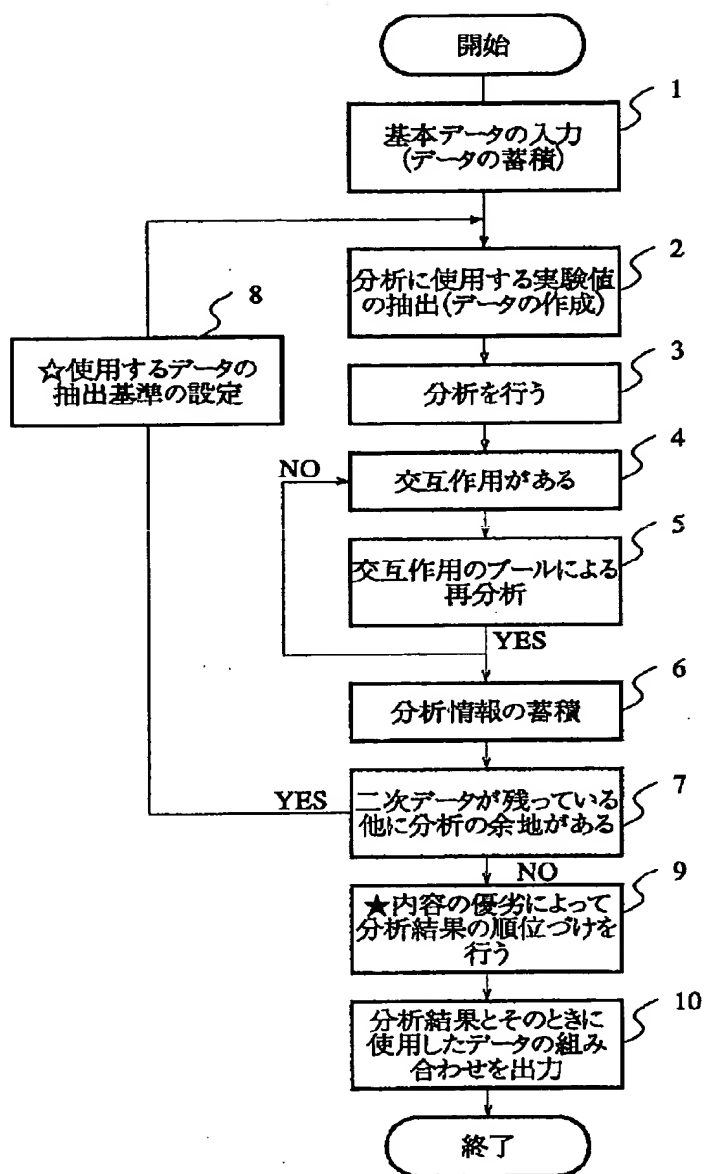 開始
1
基本データの入力
(データの蓄積)
2
分析に使用する実験値
の抽出(データの作成)
8
☆使用するデータの
抽出基準の設定
3
分析を行う
4
NO
交互作用がある
5
交互作用のプールによる
再分析
YES
6
分析情報の蓄積
YES
二次データが残っている
他に分析の余地がある
7
NO
9
★内容の優劣によって
分析結果の順位づけを
行う
10
分析結果とそのときに
使用したデータの組み
合わせを出力
終了